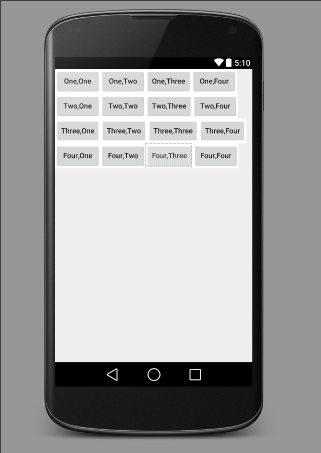 5:10
One,One One,Two One,Three One,Four
Two,One Two,Two Two,Three Two,Four
Three,One Three,Two Three,Three Three,Four
Four,One Four,Two Four,Three Four,Four